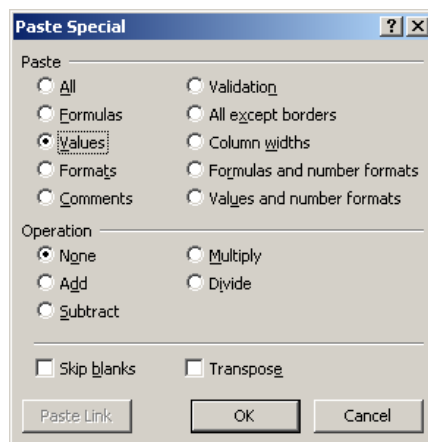 Paste Special
Paste
All
Validation
Formulas
All except borders
Values
Column widths
Formats
Formulas and number formats
Comments
Values and number formats
Operation
None
Multiply
Add
Divide
Subtract
Skip blanks
Transpose
Paste Link
OK
Cancel